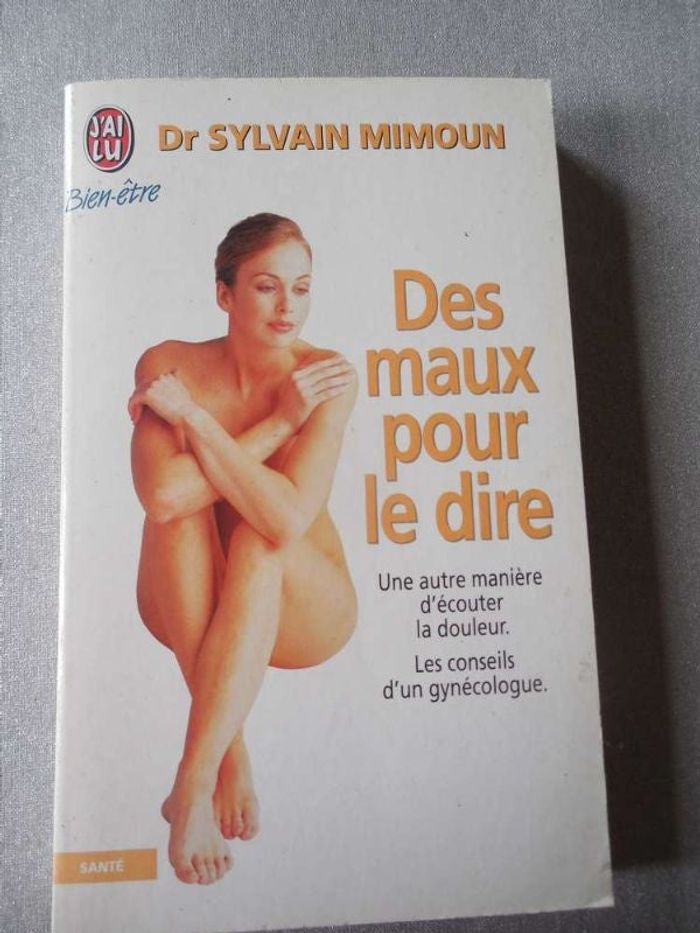 J'AI
LU
Bien-être
Dr SYLVAIN MIMOUN
Des
maux
pour
le dire
Une autre manière
d'écouter
la douleur.
Les conseils
d'un gynécologue.
SANTÉ